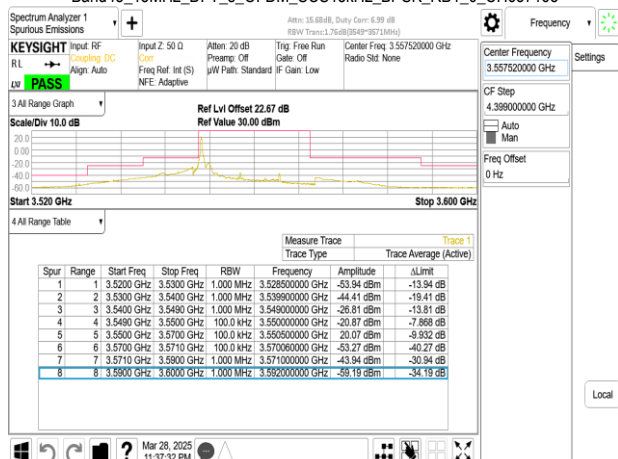 Spectrum Analyzer 1
Spurious Emissions
Attn: 15.68dB, Duty Corr: 6.99 dB
RBW Trans:1.76dB(3549~3571MHz)
Frequency
KEYSIGHT
Input: RF
Input Z: 50 Ω
Atten: 20 dB
Trig: Free Run
Center Freq: 3.557520000 GHz
RL
Coupling: DC
Corr
Preamp: Off
Gate: Off
Radio Std: None
Align: Auto
Freq Ref: Int (S)
µW Path: Standard
IF Gain: Low
NFE: Adaptive
PASS
Center Frequency
3.557520000 GHz
Settings
CF Step
4.399000000 GHz
Auto
Man
Freq Offset
0 Hz
3 All Range Graph
Ref Lvl Offset 22.67 dB
Scale/Div 10.0 dB
Ref Value 30.00 dBm
20.0
0.00
-20.0
-40.0
-60.0
Start 3.520 GHz
Stop 3.600 GHz
4 All Range Table
Measure Trace Trace 1
Trace Type Trace Average (Active)
Spur Range Start Freq Stop Freq RBW Frequency Amplitude ΔLimit
1 1 3.5200 GHz 3.5300 GHz 1.000 MHz 3.528500000 GHz -53.94 dBm -13.94 dB
2 2 3.5300 GHz 3.5400 GHz 1.000 MHz 3.539900000 GHz -44.41 dBm -19.41 dB
3 3 3.5400 GHz 3.5490 GHz 1.000 MHz 3.549000000 GHz -26.81 dBm -13.81 dB
4 4 3.5490 GHz 3.5500 GHz 100.0 kHz 3.550000000 GHz -20.87 dBm -7.868 dB
5 5 3.5500 GHz 3.5700 GHz 100.0 kHz 3.550500000 GHz 20.07 dBm -9.932 dB
6 6 3.5700 GHz 3.5710 GHz 100.0 kHz 3.570060000 GHz -53.27 dBm -40.27 dB
7 7 3.5710 GHz 3.5900 GHz 1.000 MHz 3.571000000 GHz -43.94 dBm -30.94 dB
8 8 3.5900 GHz 3.6000 GHz 1.000 MHz 3.592000000 GHz -59.19 dBm -34.19 dB
Local
?
Mar 28, 2025
11:37:32 PM